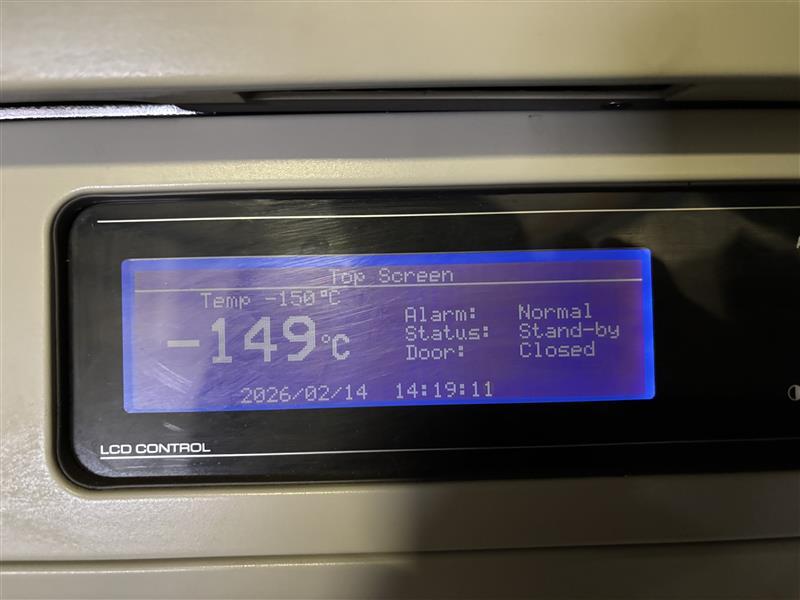 Top Screen
Temp -150°C
-149°C
Alarm: Normal
Status: Stand-by
Door: Closed
2026/02/14 14:19:11
LCD CONTROL